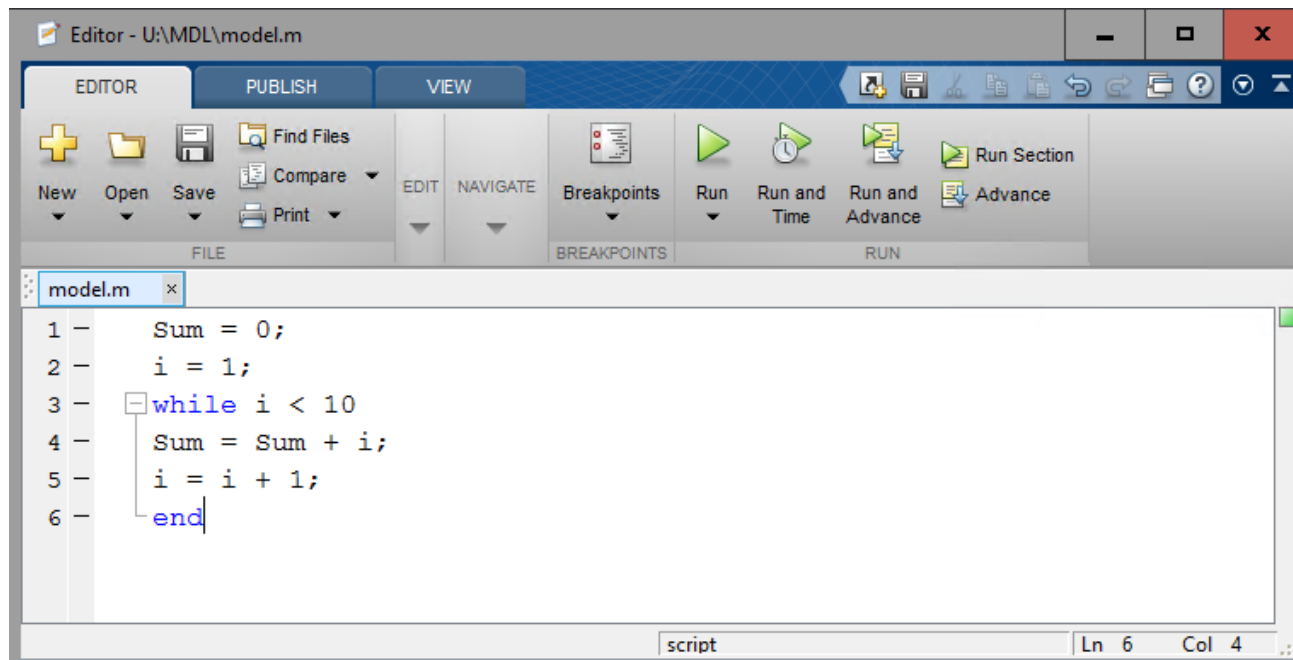 Editor - U:\MDL\model.m
EDITOR PUBLISH VIEW
New Open Save Find Files Compare Print
EDIT NAVIGATE
Breakpoints
Run Run and Time Run and Advance Run Section Advance
FILE BREAKPOINTS RUN
model.m
1 Sum = 0;
2 i = 1;
3 while i < 10
4 Sum = Sum + i;
5 i = i + 1;
6 end
script Ln 6 Col 4